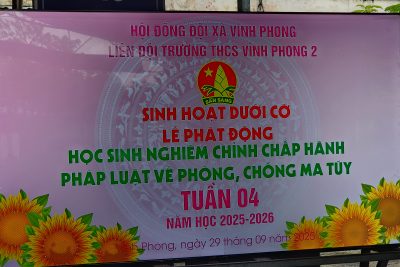 HỘI ĐỒNG ĐỘI XÃ VĨNH PHONG
LIÊN ĐỘI TRƯỜNG THCS VĨNH PHONG 2
SẴN SÀNG
SINH HOẠT DƯỚI CỜ
LỄ PHÁT ĐỘNG
HỌC SINH NGHIÊM CHỈNH CHẤP HÀNH
PHÁP LUẬT VỀ PHÒNG, CHỐNG MA TÚY
TUẦN 04
NĂM HỌC 2025-2026
Phong, ngày 29 tháng 09 năm 2025